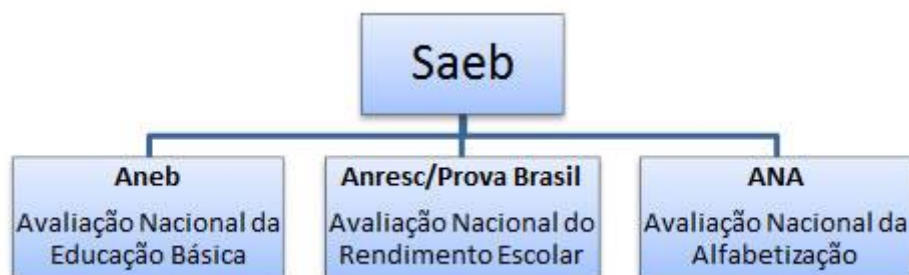 Saeb
Aneb
Avaliação Nacional da
Educação Básica
Anresc/Prova Brasil
Avaliação Nacional do
Rendimento Escolar
ANA
Avaliação Nacional da
Alfabetização